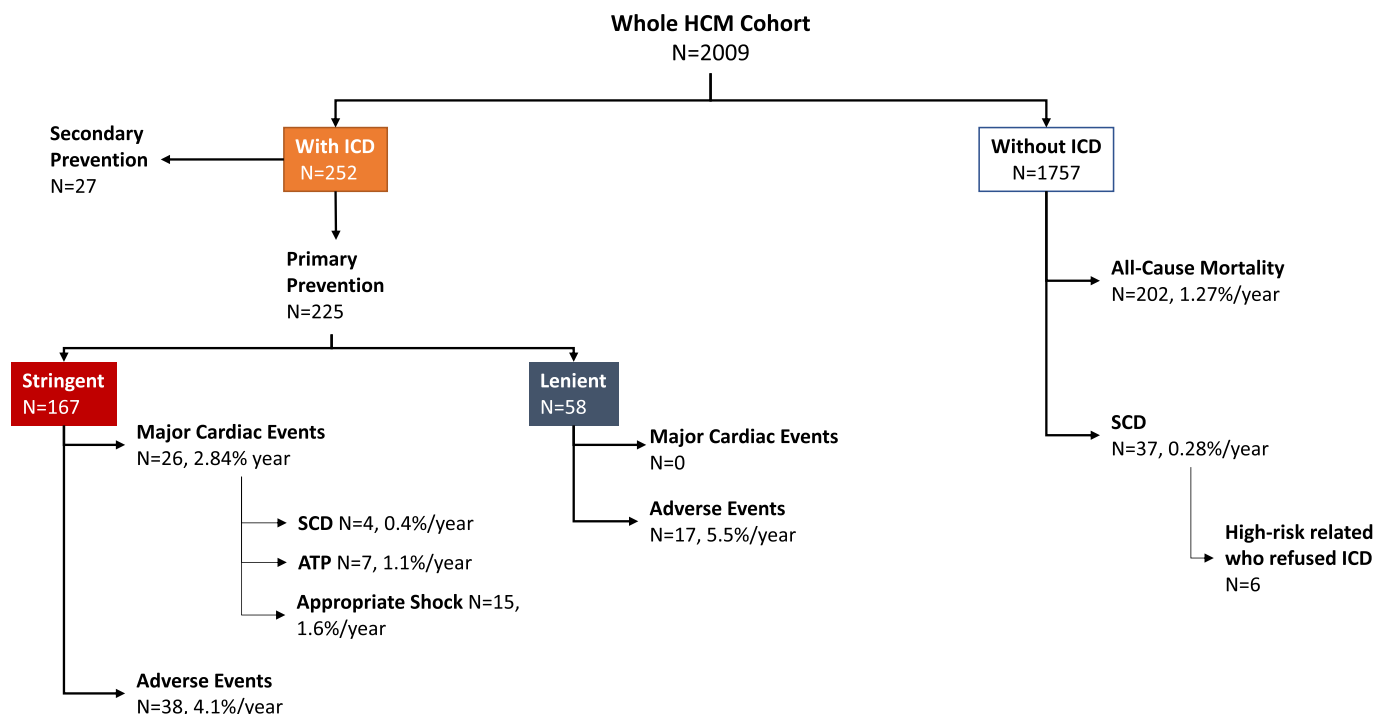 Whole HCM Cohort
N=2009
Secondary
Prevention
N=27
With ICD
N=252
Without ICD
N=1757
Primary
Prevention
N=225
All-Cause Mortality
N=202, 1.27%/year
Stringent
N=167
Lenient
N=58
Major Cardiac Events
N=26, 2.84% year
SCD N=4, 0.4%/year
ATP N=7, 1.1%/year
Appropriate Shock N=15,
1.6%/year
Adverse Events
N=38, 4.1%/year
Major Cardiac Events
N=0
Adverse Events
N=17, 5.5%/year
SCD
N=37, 0.28%/year
High-risk related
who refused ICD
N=6